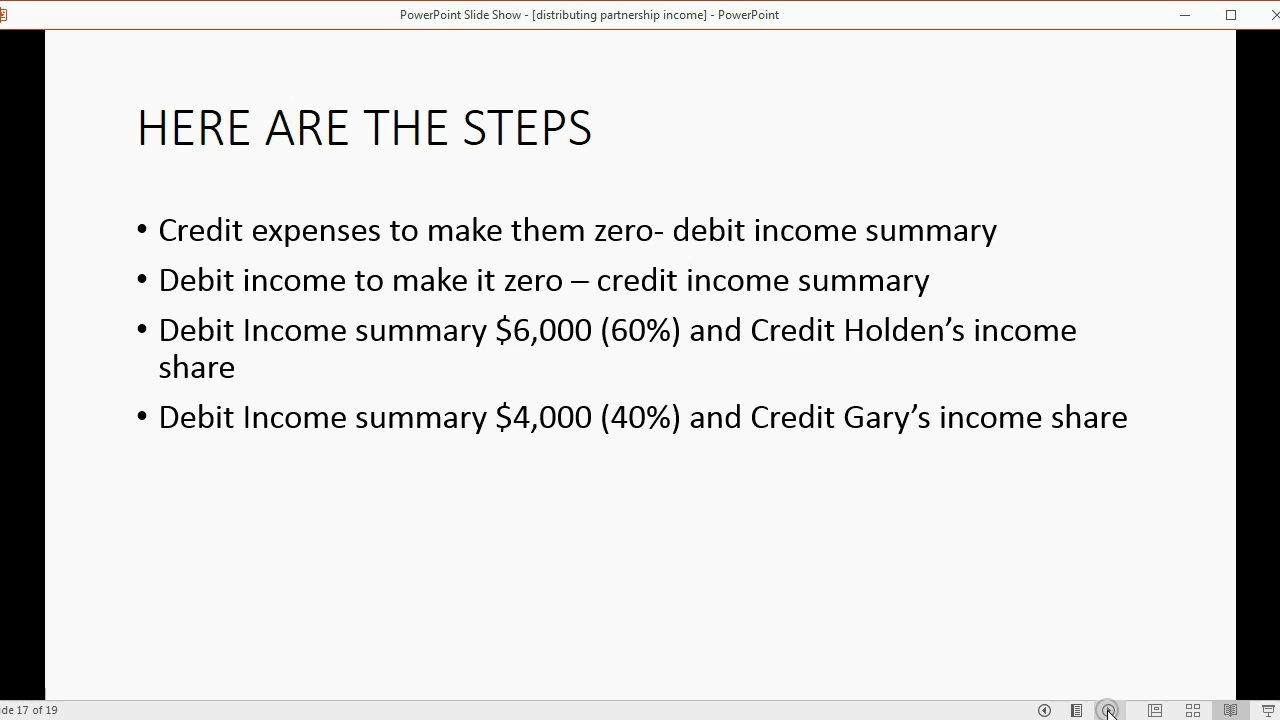 PowerPoint Slide Show - [distributing partnership income] - PowerPoint
HERE ARE THE STEPS
• Credit expenses to make them zero- debit income summary
• Debit income to make it zero – credit income summary
• Debit Income summary $6,000 (60%) and Credit Holden’s income
share
• Debit Income summary $4,000 (40%) and Credit Gary’s income share
ide 17 of 19